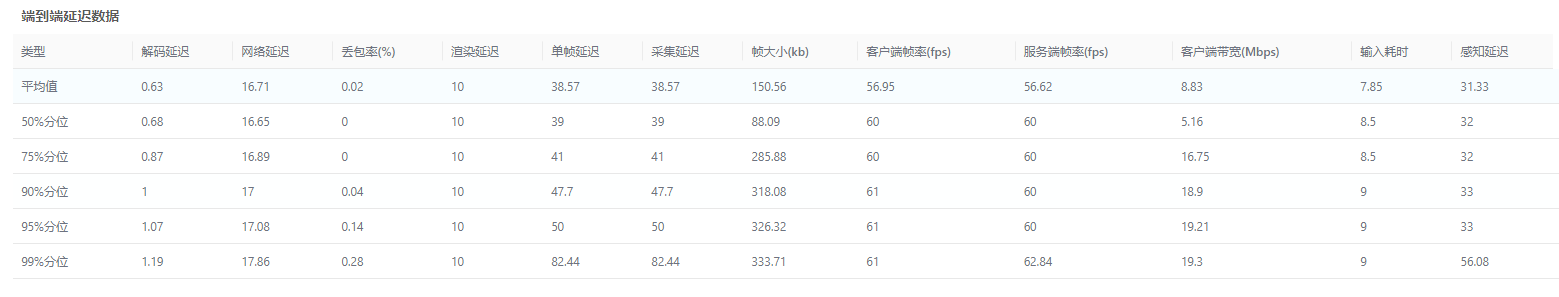 端到端延迟数据
类型 解码延迟 网络延迟 丢包率(%) 渲染延迟 单帧延迟 采集延迟 帧大小(kb) 客户端帧率(fps) 服务端帧率(fps) 客户端带宽(Mbps) 输入耗时 感知延迟
平均值 0.63 16.71 0.02 10 38.57 38.57 150.56 56.95 56.62 8.83 7.85 31.33
50%分位 0.68 16.65 0 10 39 39 88.09 60 60 5.16 8.5 32
75%分位 0.87 16.89 0 10 41 41 285.88 60 60 16.75 8.5 32
90%分位 1 17 0.04 10 47.7 47.7 318.08 61 60 18.9 9 33
95%分位 1.07 17.08 0.14 10 50 50 326.32 61 60 19.21 9 33
99%分位 1.19 17.86 0.28 10 82.44 82.44 333.71 61 62.84 19.3 9 56.08